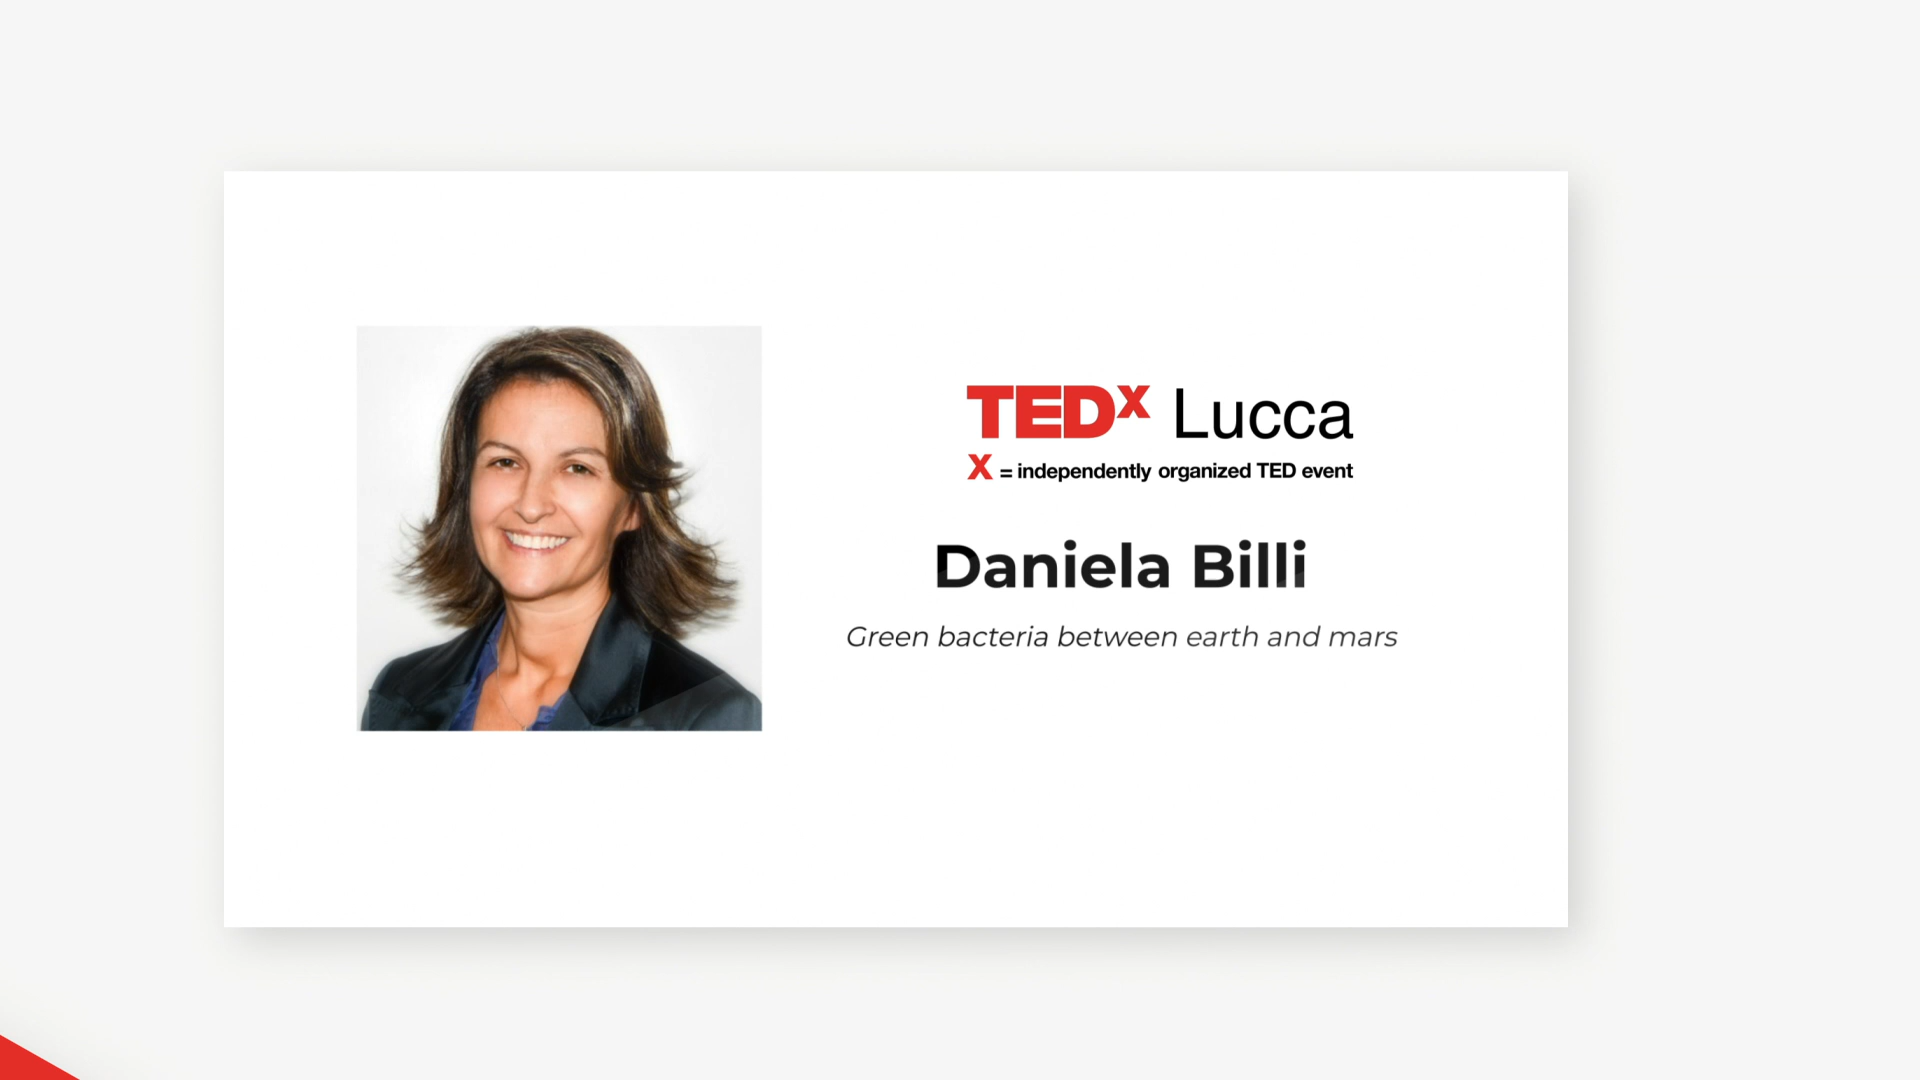 TEDx Lucca
x = independently organized TED event
Daniela Billi
Green bacteria between earth and mars